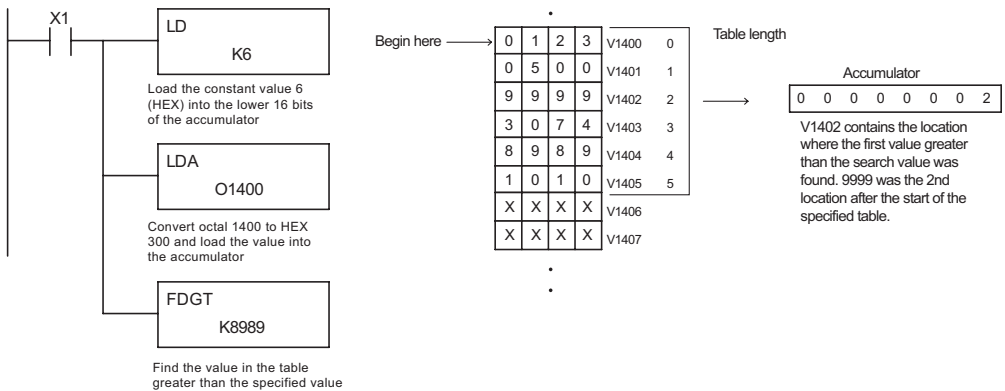 X1
LD
K6
Load the constant value 6
(HEX) into the lower 16 bits
of the accumulator
LDA
O1400
Convert octal 1400 to HEX
300 and load the value into
the accumulator
FDGT
K8989
Find the value in the table
greater than the specified value
Begin here
0 1 2 3 V1400 0
0 5 0 0 V1401 1
9 9 9 9 V1402 2
3 0 7 4 V1403 3
8 9 8 9 V1404 4
1 0 1 0 V1405 5
X X X X V1406
X X X X V1407
Table length
Accumulator
0 0 0 0 0 0 0 2
V1402 contains the location
where the first value greater
than the search value was
found. 9999 was the 2nd
location after the start of the
specified table.